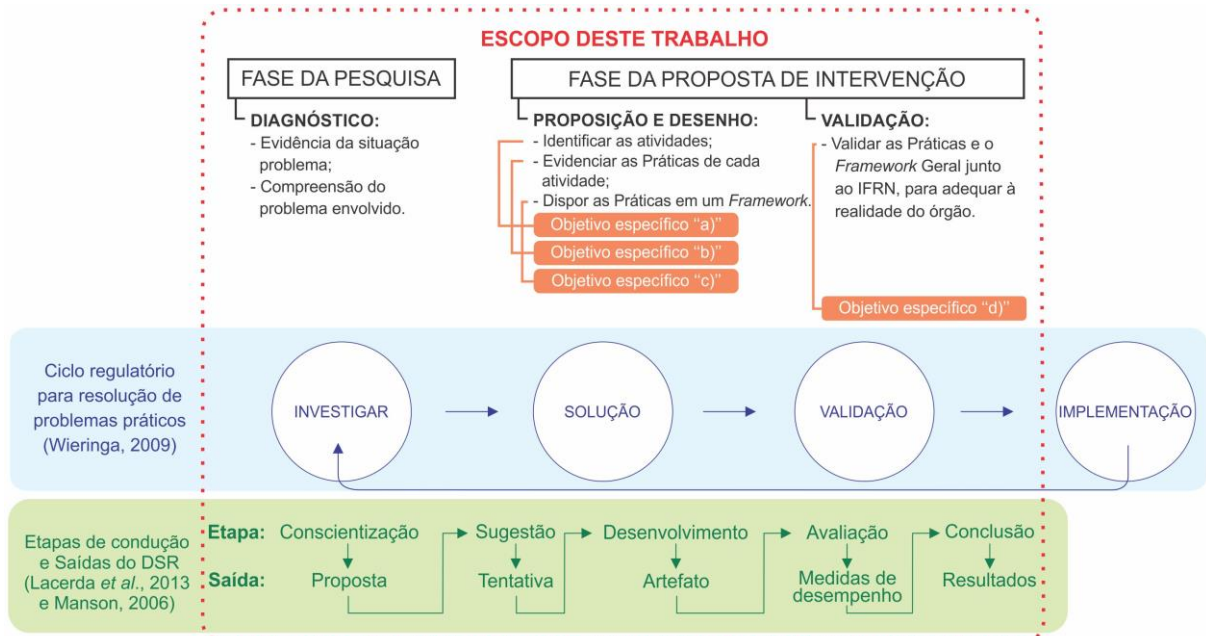 ESCOPO DESTE TRABALHO
FASE DA PESQUISA
DIAGNÓSTICO:
- Evidência da situação
problema;
- Compreensão do
problema envolvido.
FASE DA PROPOSTA DE INTERVENÇÃO
PROPOSIÇÃO E DESENHO:
- Identificar as atividades;
- Evidenciar as Práticas de cada
atividade;
- Dispor as Práticas em um Framework.
Objetivo específico “a)”
Objetivo específico “b)”
Objetivo específico “c)”
VALIDAÇÃO:
- Validar as Práticas e o
Framework Geral junto
ao IFRN, para adequar à
realidade do órgão.
Objetivo específico “d)”
Ciclo regulatório
para resolução de
problemas práticos
(Wieringa, 2009)
INVESTIGAR
SOLUÇÃO
VALIDAÇÃO
IMPLEMENTAÇÃO
Etapas de condução
e Saídas do DSR
(Lacerda et al., 2013
e Manson, 2006)
Etapa: Conscientização Sugestão Desenvolvimento Avaliação Conclusão
Saída: Proposta Tentativa Artefato Medidas de desempenho Resultados